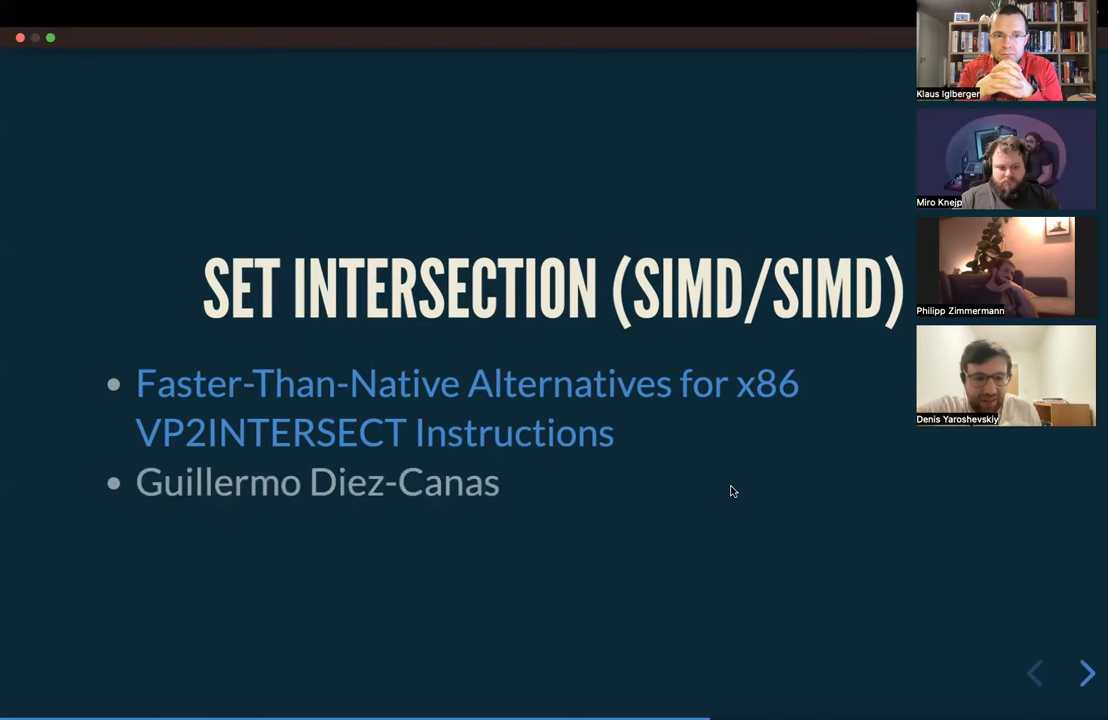 SET INTERSECTION (SIMD/SIMD)
Faster-Than-Native Alternatives for x86
VP2INTERSECT Instructions
Guillermo Diez-Canas
Klaus Iglberger
Miro Knejp
Philipp Zimmermann
Denis Yaroshevskiy